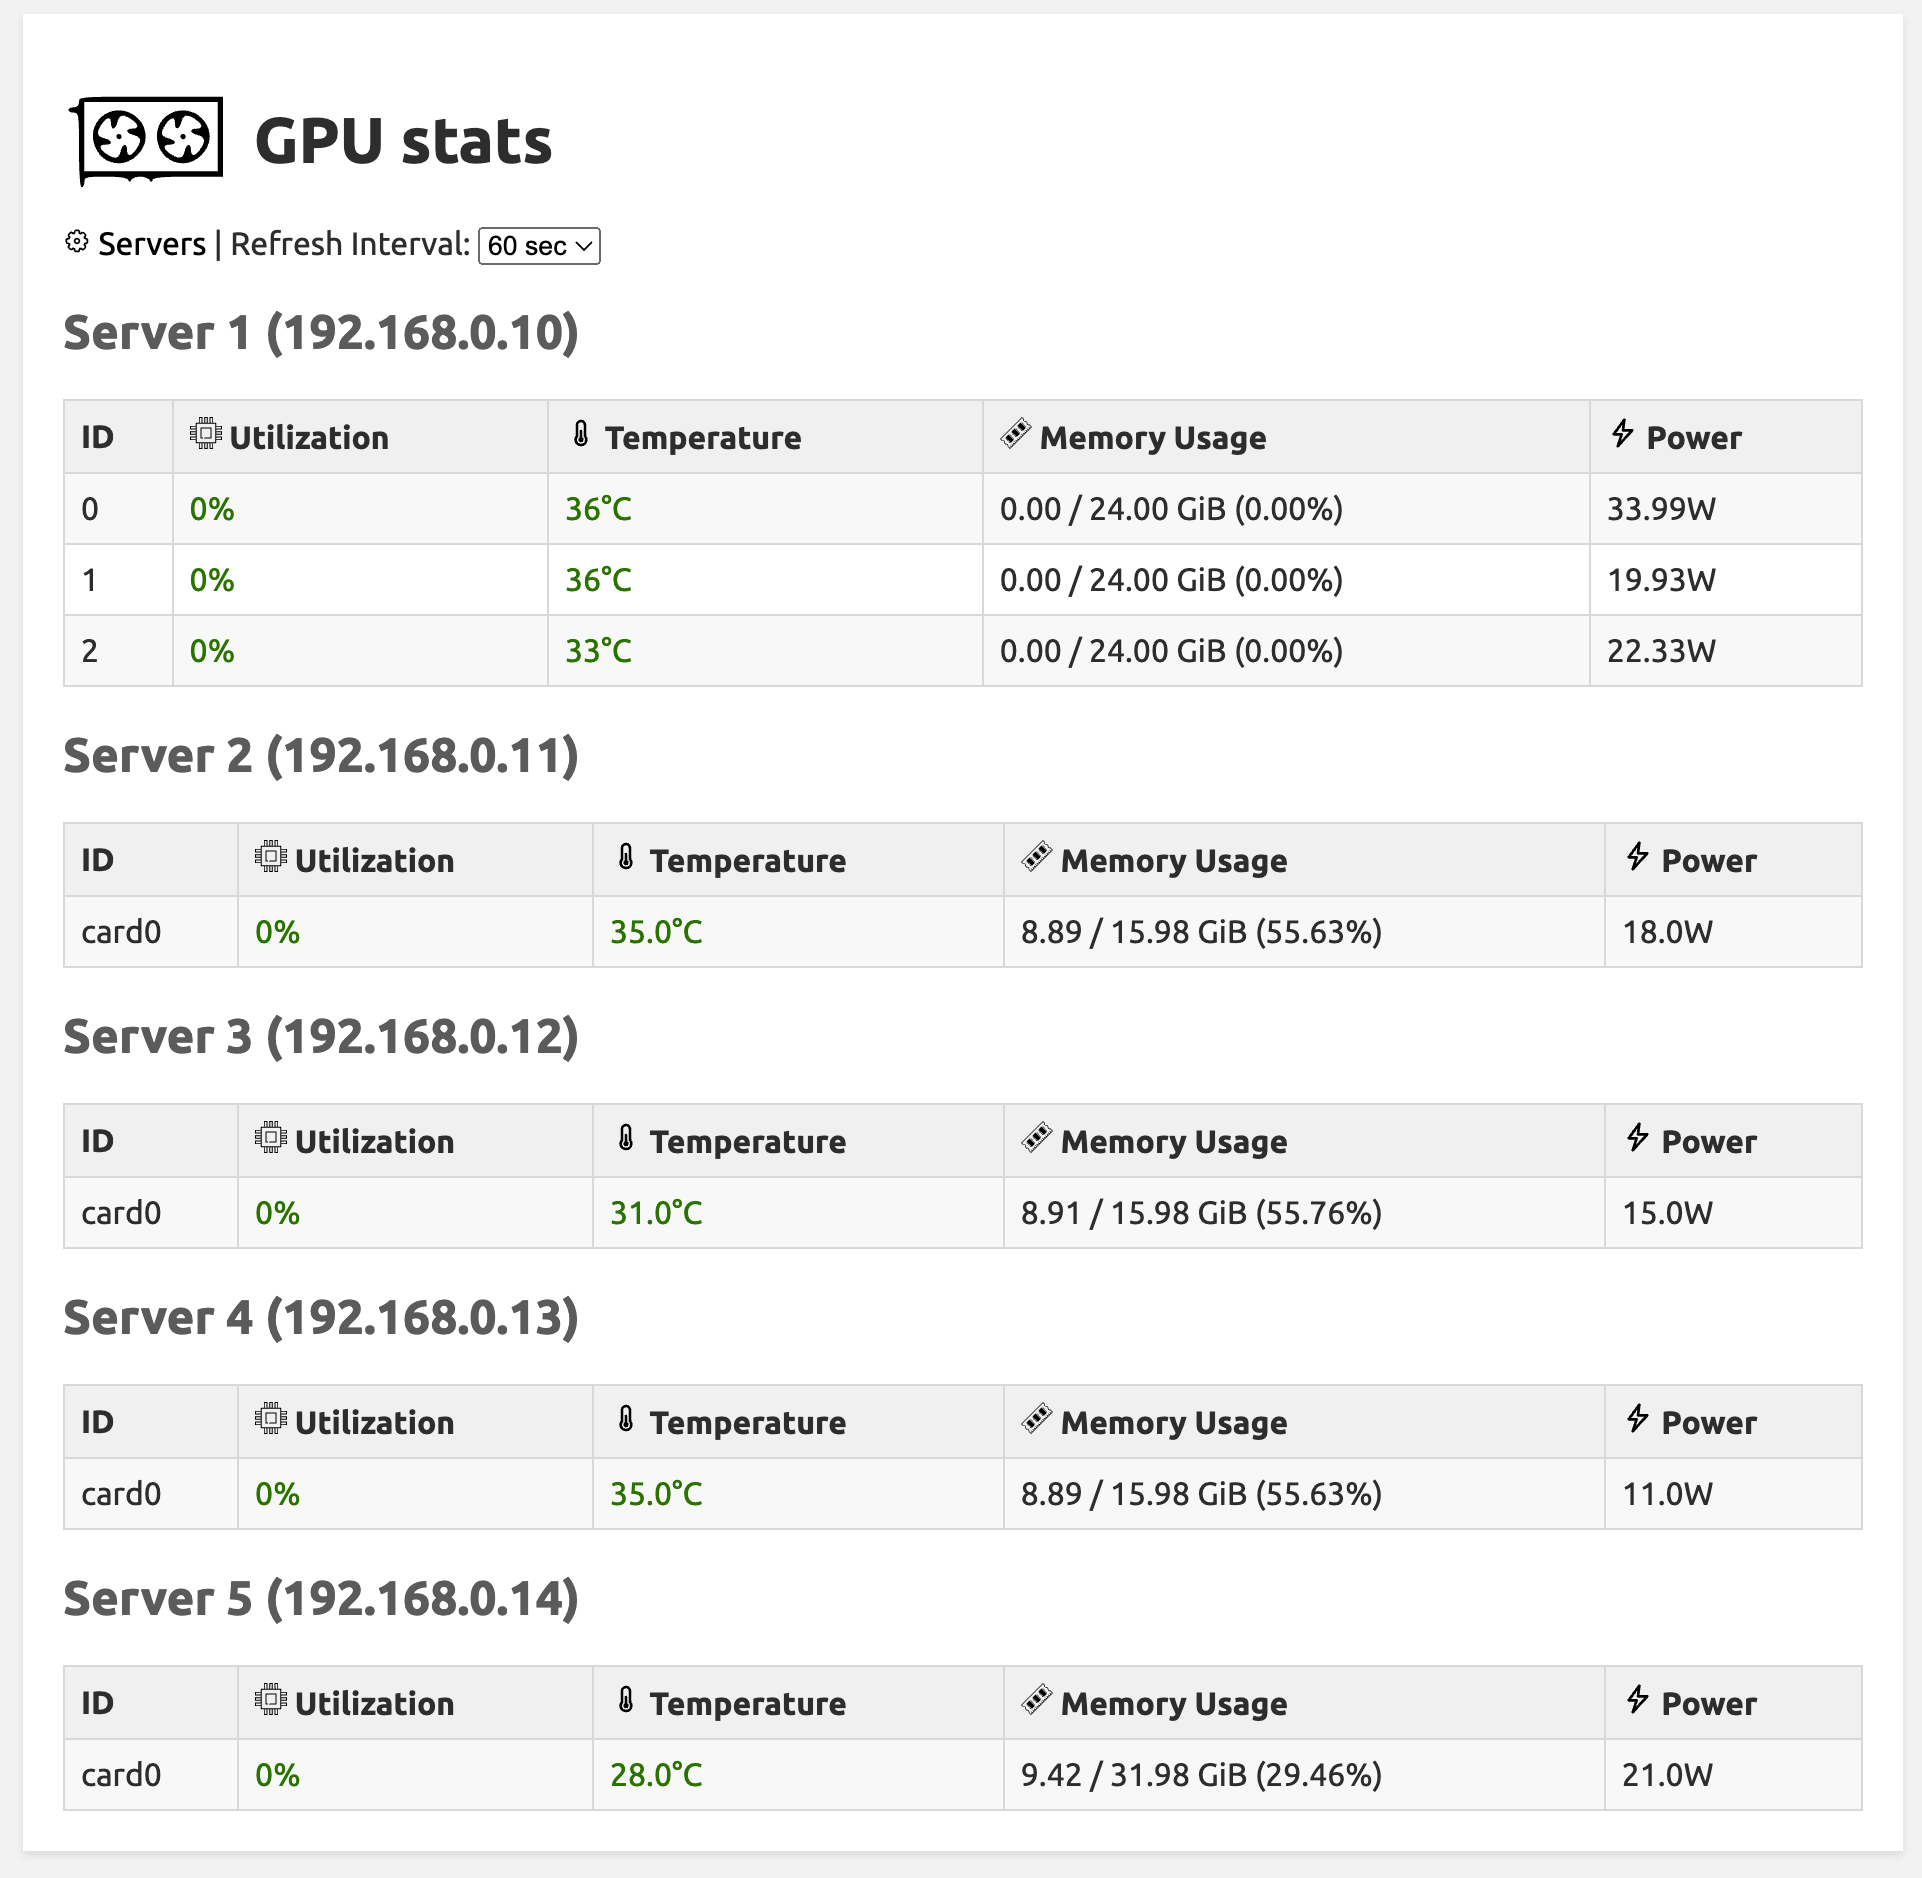 GPU stats
Servers | Refresh Interval: 60 sec
Server 1 (192.168.0.10)
ID Utilization Temperature Memory Usage Power
0 0% 36°C 0.00 / 24.00 GiB (0.00%) 33.99W
1 0% 36°C 0.00 / 24.00 GiB (0.00%) 19.93W
2 0% 33°C 0.00 / 24.00 GiB (0.00%) 22.33W
Server 2 (192.168.0.11)
ID Utilization Temperature Memory Usage Power
card0 0% 35.0°C 8.89 / 15.98 GiB (55.63%) 18.0W
Server 3 (192.168.0.12)
ID Utilization Temperature Memory Usage Power
card0 0% 31.0°C 8.91 / 15.98 GiB (55.76%) 15.0W
Server 4 (192.168.0.13)
ID Utilization Temperature Memory Usage Power
card0 0% 35.0°C 8.89 / 15.98 GiB (55.63%) 11.0W
Server 5 (192.168.0.14)
ID Utilization Temperature Memory Usage Power
card0 0% 28.0°C 9.42 / 31.98 GiB (29.46%) 21.0W